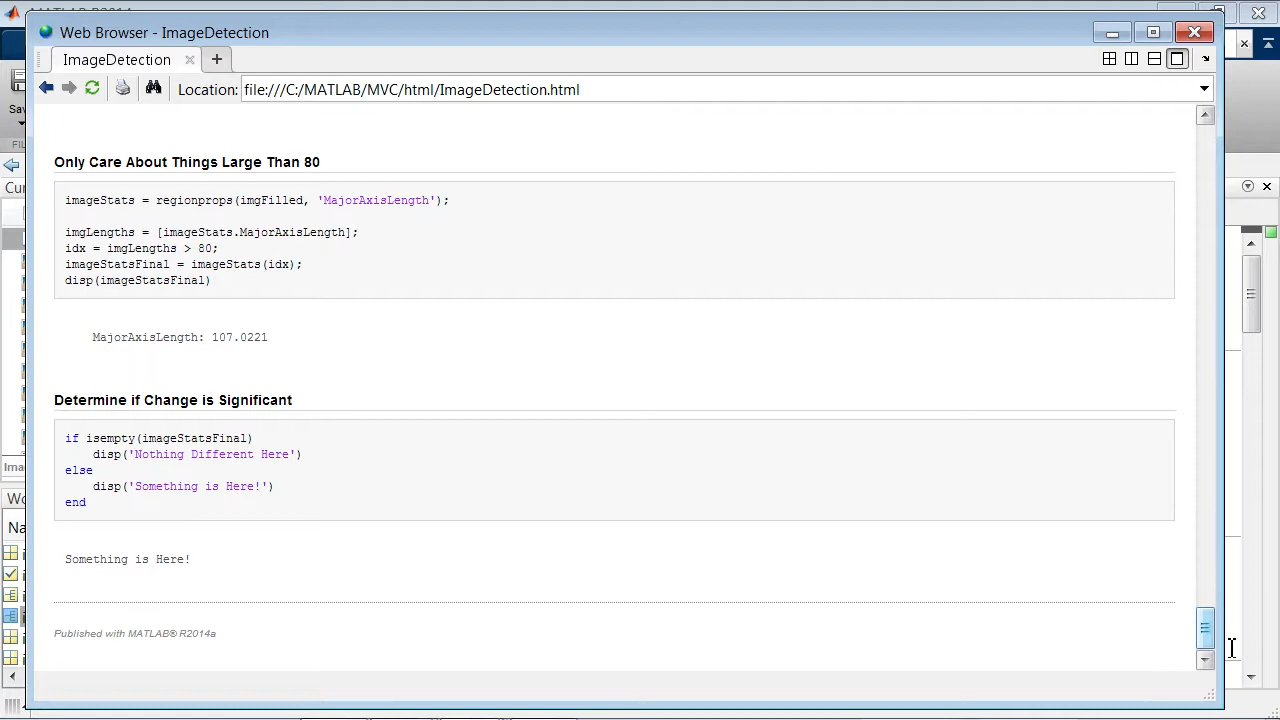 MATLAB R2014a
Web Browser - ImageDetection
ImageDetection
Location: file:///C:/MATLAB/MVC/html/ImageDetection.html
Only Care About Things Large Than 80
imageStats = regionprops(imgFilled, 'MajorAxisLength');
imgLengths = [imageStats.MajorAxisLength];
idx = imgLengths > 80;
imageStatsFinal = imageStats(idx);
disp(imageStatsFinal)
MajorAxisLength: 107.0221
Determine if Change is Significant
if isempty(imageStatsFinal)
disp('Nothing Different Here')
else
disp('Something is Here!')
end
Something is Here!
Published with MATLAB® R2014a